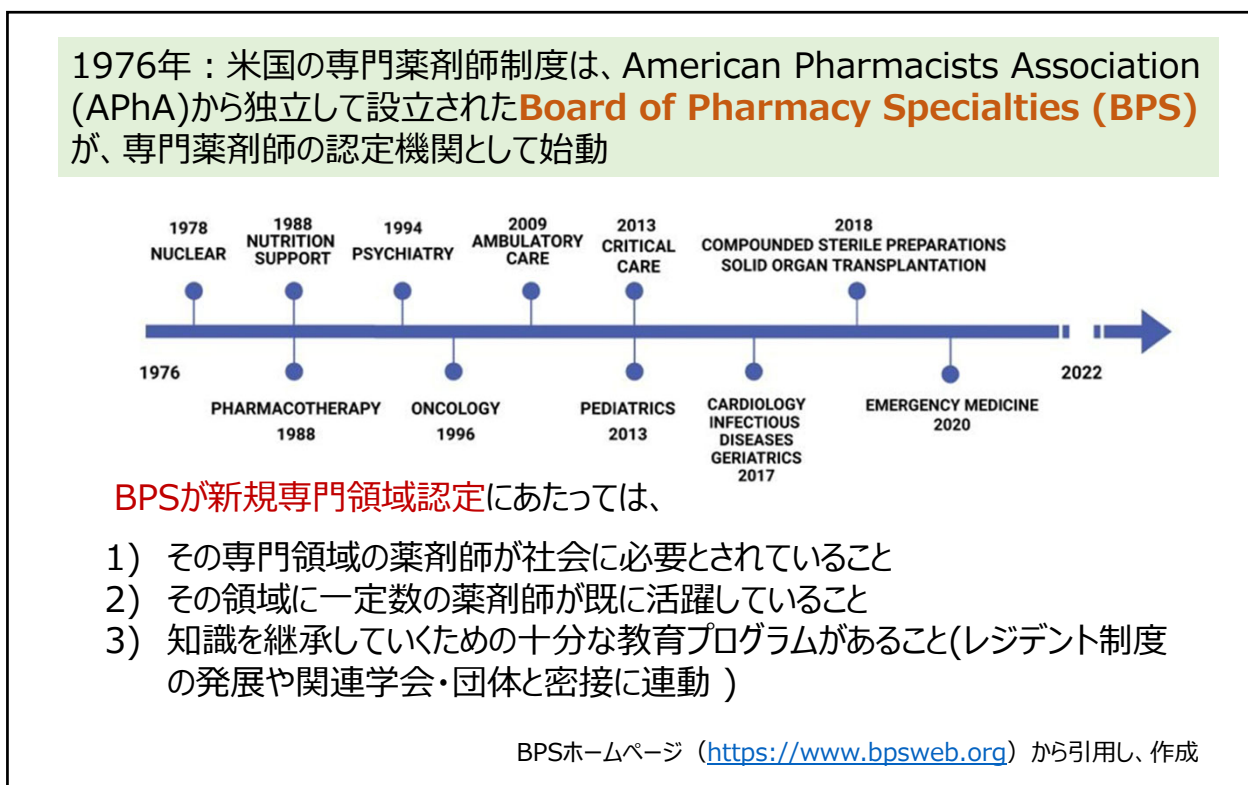 1976年：米国の専門薬剤師制度は、American Pharmacists Association
(APhA)から独立して設立されたBoard of Pharmacy Specialties (BPS)
が、専門薬剤師の認定機関として始動
1978
NUCLEAR
1988
NUTRITION
SUPPORT
1994
PSYCHIATRY
2009
AMBULATORY
CARE
2013
CRITICAL
CARE
2018
COMPOUNDED STERILE PREPARATIONS
SOLID ORGAN TRANSPLANTATION
1976
2022
PHARMACOTHERAPY
1988
ONCOLOGY
1996
PEDIATRICS
2013
CARDIOLOGY
INFECTIOUS
DISEASES
GERIATRICS
2017
EMERGENCY MEDICINE
2020
BPSが新規専門領域認定にあたっては、
1) その専門領域の薬剤師が社会に必要とされていること
2) その領域に一定数の薬剤師が既に活躍していること
3) 知識を継承していくための十分な教育プログラムがあること(レジデント制度
の発展や関連学会・団体と密接に連動 )
BPSホームページ（https://www.bpsweb.org）から引用し、作成